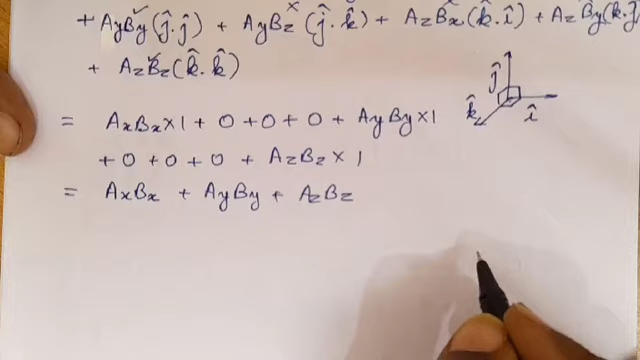 + AyBy(ĵ.ĵ) + AyBz(ĵ.k̂) + AzBx(k̂.î) + AzBy(k̂.ĵ
+ AzBz(k̂.k̂)
= AxBx×1 + 0 + 0 + 0 + AyBy×1
+ 0 + 0 + 0 + AzBz×1
= AxBx + AyBy + AzBz
ĵ
k̂
î